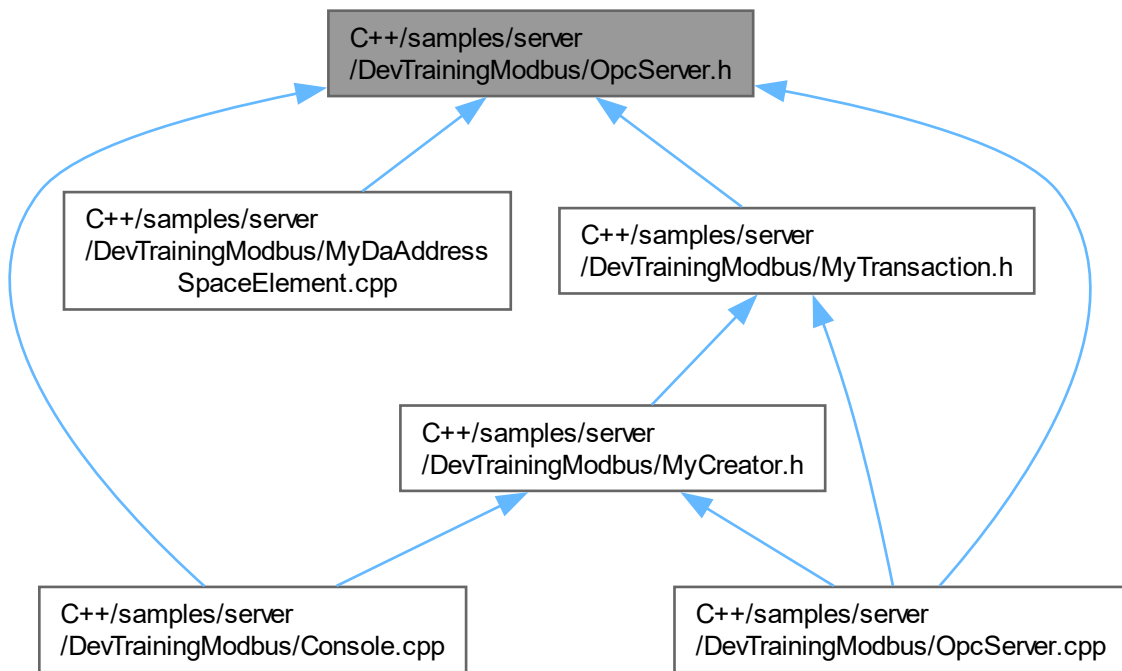 C++/samples/server
/DevTrainingModbus/OpcServer.h
C++/samples/server
/DevTrainingModbus/MyDaAddress
SpaceElement.cpp
C++/samples/server
/DevTrainingModbus/MyTransaction.h
C++/samples/server
/DevTrainingModbus/MyCreator.h
C++/samples/server
/DevTrainingModbus/Console.cpp
C++/samples/server
/DevTrainingModbus/OpcServer.cpp